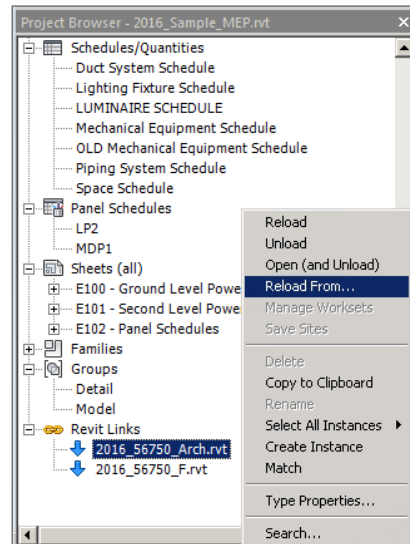 Project Browser - 2016_Sample_MEP.rvt
Schedules/Quantities
Duct System Schedule
Lighting Fixture Schedule
LUMINAIRE SCHEDULE
Mechanical Equipment Schedule
OLD Mechanical Equipment Schedule
Piping System Schedule
Space Schedule
Panel Schedules
LP2
MDP1
Sheets (all)
E100 - Ground Level Powe
E101 - Second Level Powe
E102 - Panel Schedules
Families
Groups
Detail
Model
Revit Links
2016_56750_Arch.rvt
2016_56750_F.rvt
Reload
Unload
Open (and Unload)
Reload From...
Manage Worksets
Save Sites
Delete
Copy to Clipboard
Rename
Select All Instances
Create Instance
Match
Type Properties...
Search...